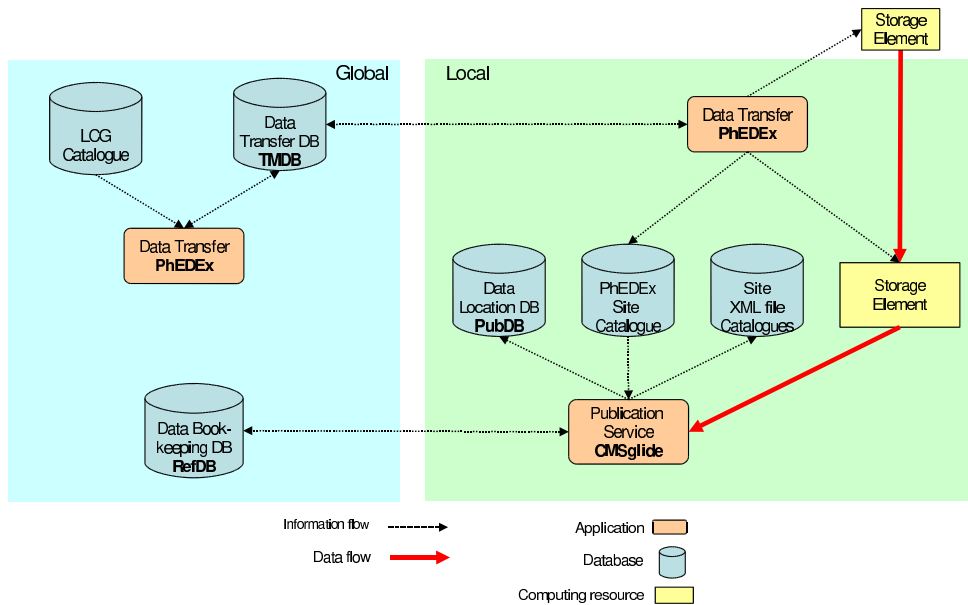 Storage
Element
Global
Local
LCG
Catalogue
Data
Transfer DB
TMDB
Data Transfer
PhEDEx
Data Transfer
PhEDEx
Data
Location DB
PubDB
PhEDEx
Site
Catalogue
Site
XML file
Catalogues
Storage
Element
Data Book-
keeping DB
RefDB
Publication
Service
CMSglide
Information flow
Data flow
Application
Database
Computing resource